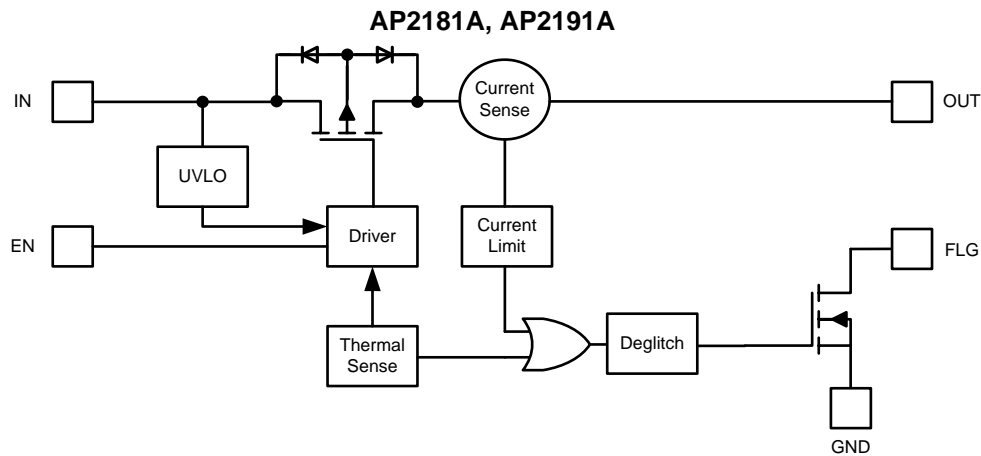 AP2181A, AP2191A
IN
Current
Sense
OUT
UVLO
EN
Driver
Current
Limit
FLG
Thermal
Sense
Deglitch
GND